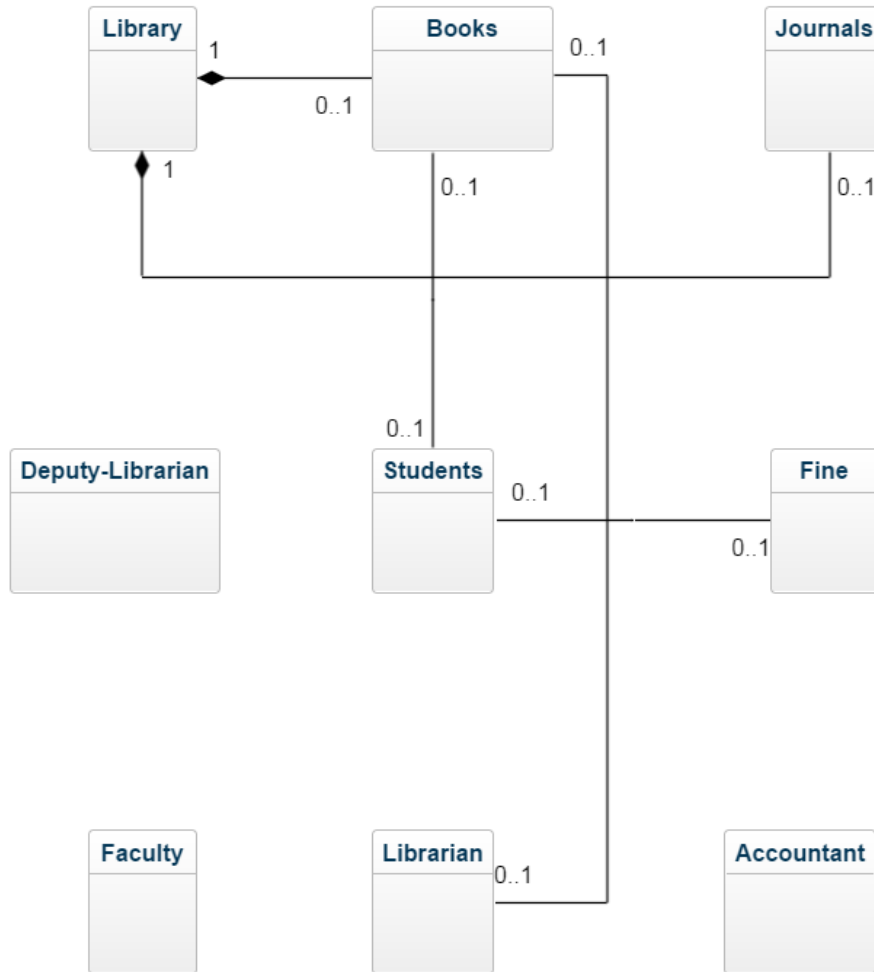 Library
1
0..1
Books
0..1
Journals
1
0..1
0..1
0..1
Deputy-Librarian
Students
0..1
Fine
0..1
Faculty
Librarian
0..1
Accountant